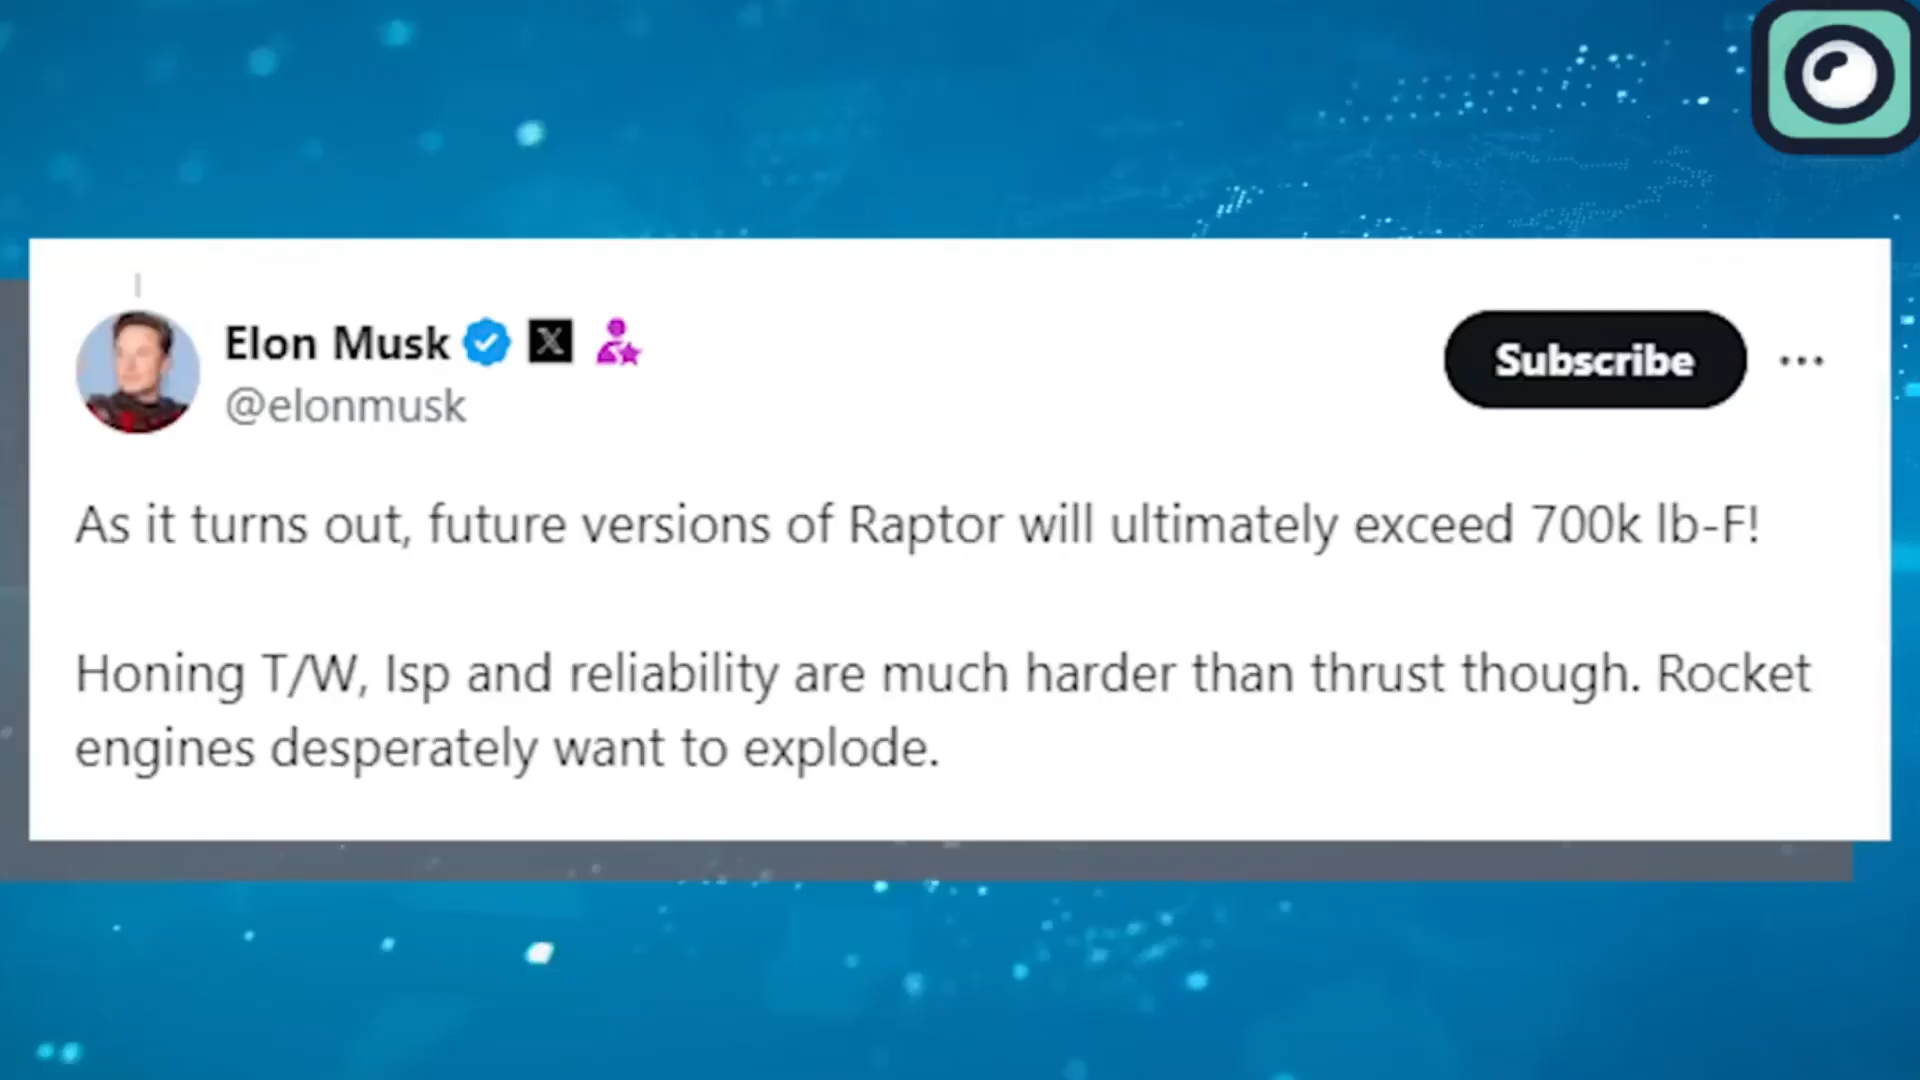 Elon Musk
@elonmusk
Subscribe
As it turns out, future versions of Raptor will ultimately exceed 700k lb-F!
Honing T/W, Isp and reliability are much harder than thrust though. Rocket
engines desperately want to explode.